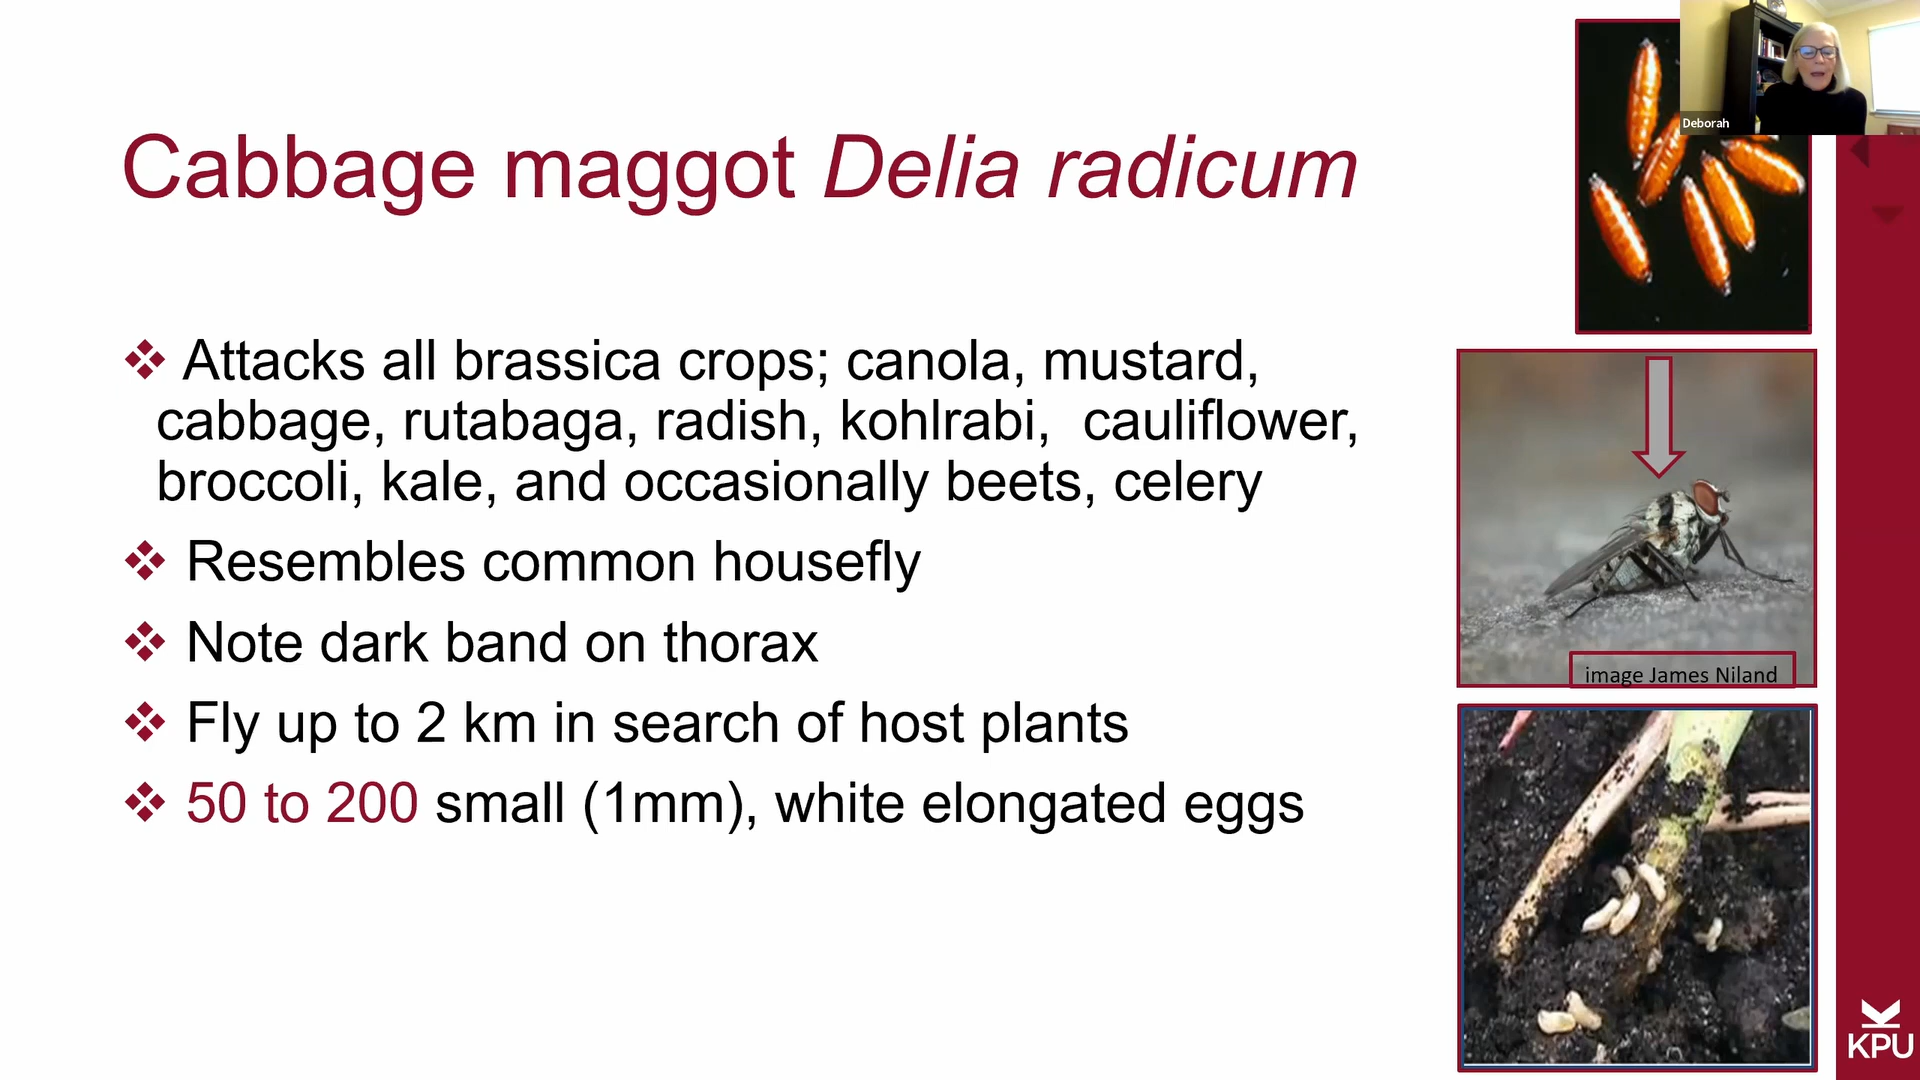 Deborah
Cabbage maggot Delia radicum
❖ Attacks all brassica crops; canola, mustard,
cabbage, rutabaga, radish, kohlrabi,  cauliflower,
broccoli, kale, and occasionally beets, celery
❖ Resembles common housefly
❖ Note dark band on thorax
❖ Fly up to 2 km in search of host plants
❖ 50 to 200 small (1mm), white elongated eggs
image James Niland
KPU